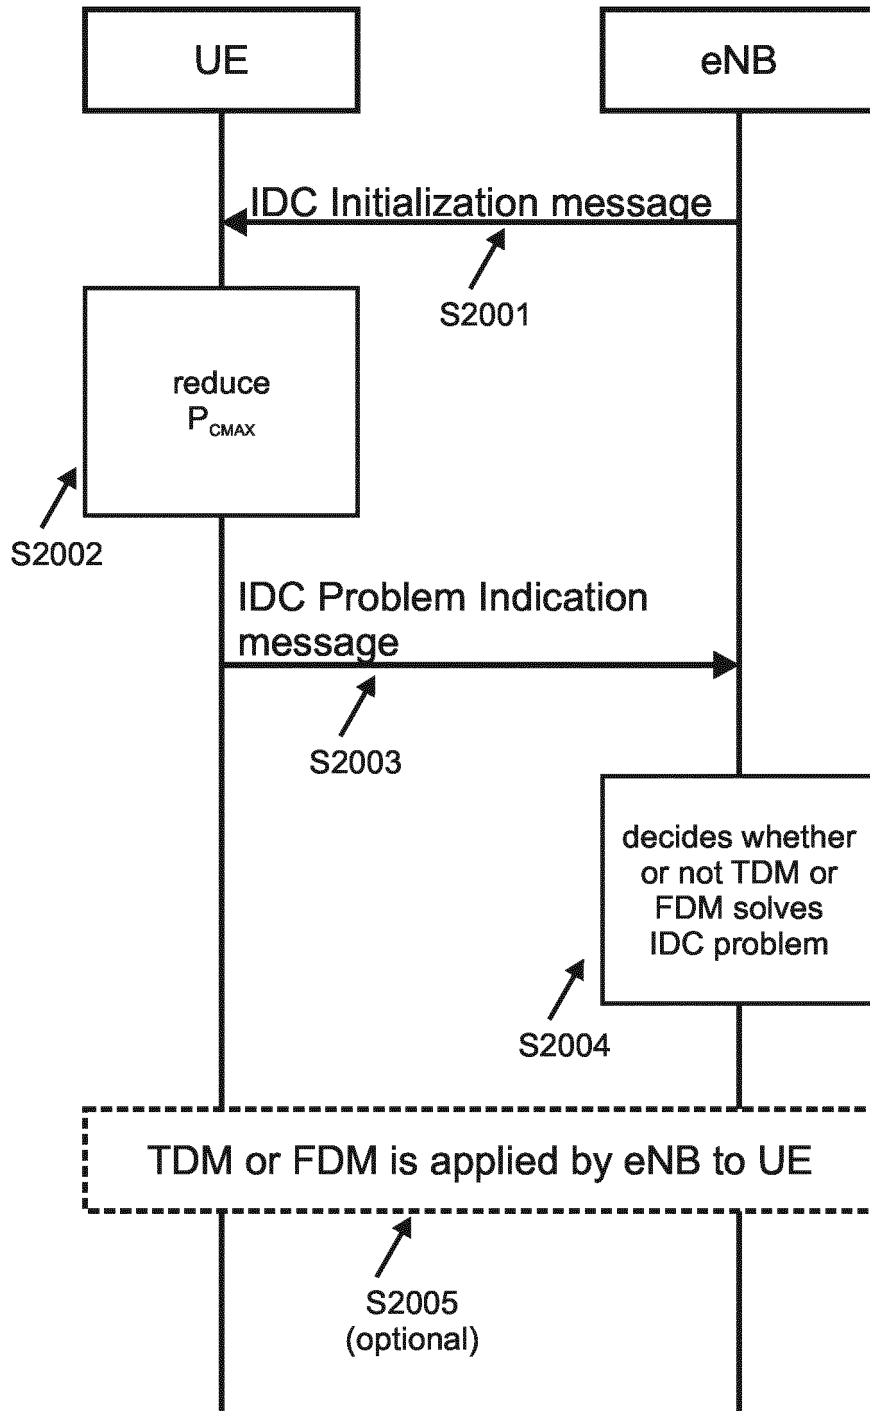 UE
eNB
IDC Initialization message
S2001
reduce
P_CMAX
S2002
IDC Problem Indication
message
S2003
decides whether
or not TDM or
FDM solves
IDC problem
S2004
TDM or FDM is applied by eNB to UE
S2005
(optional)